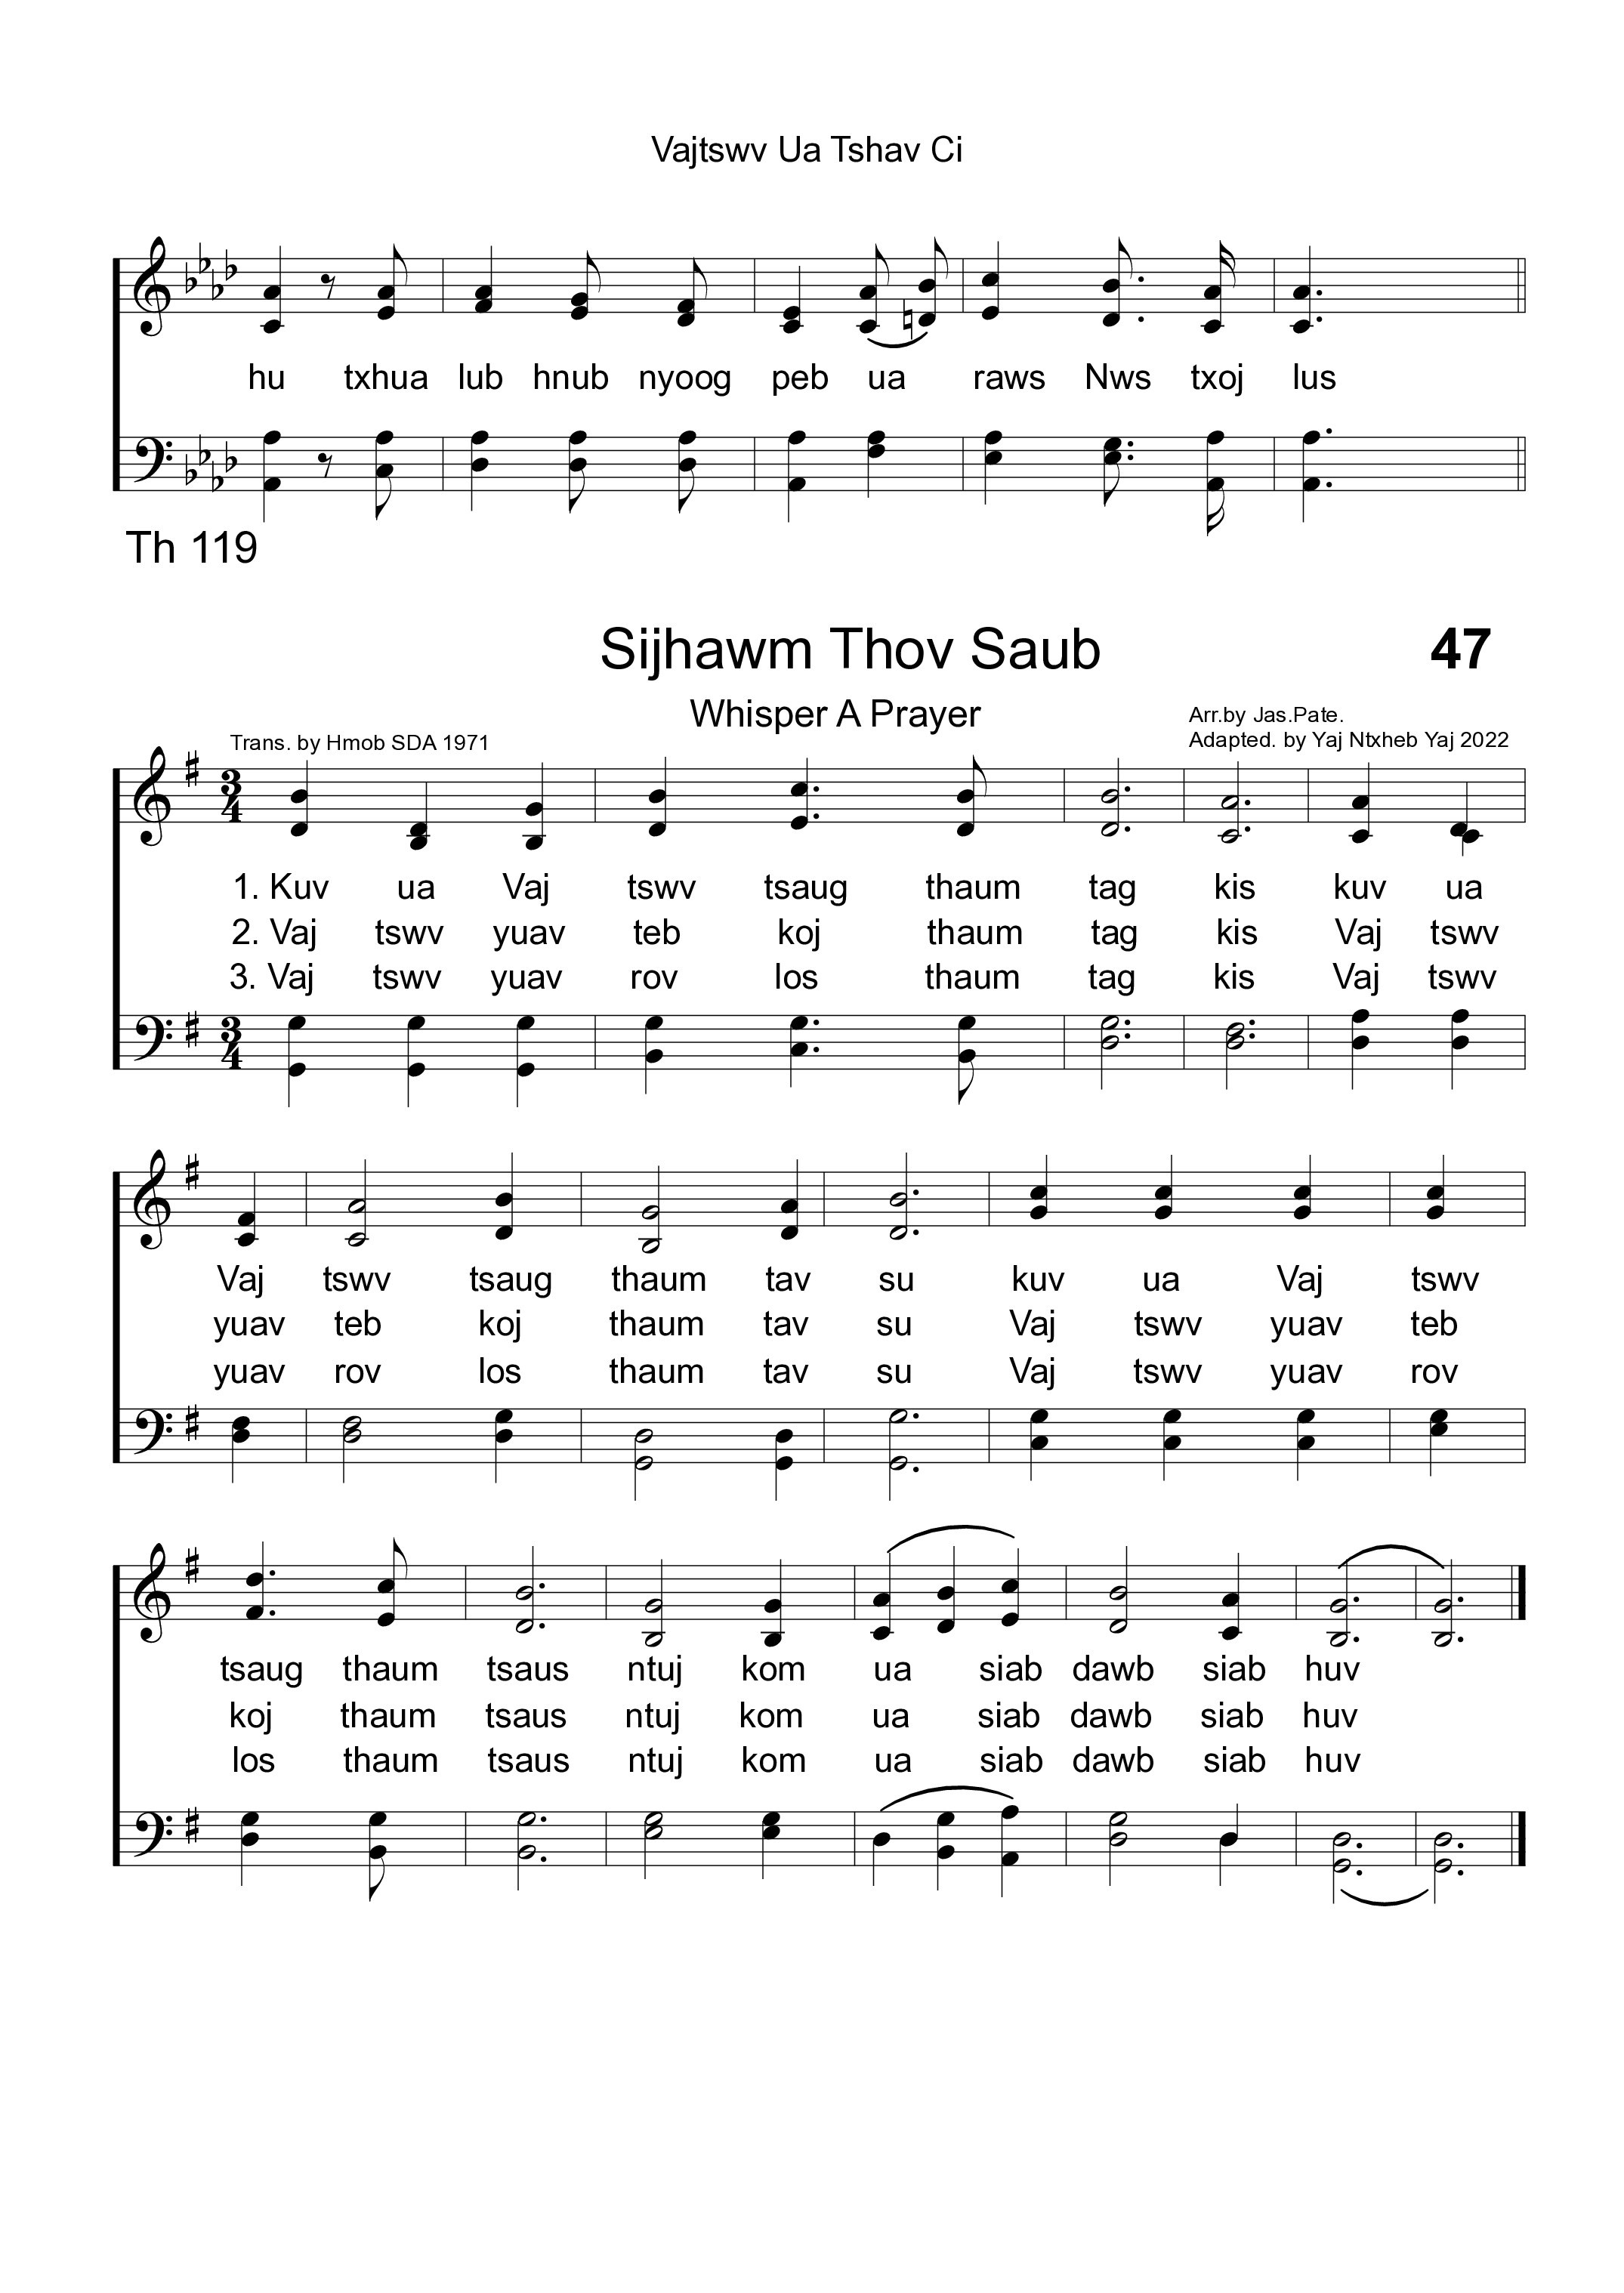 Vajtswv Ua Tshav Ci
hu txhua lub hnub nyoog peb ua raws Nws txoj lus
Th 119
Sijhawm Thov Saub 47
Whisper A Prayer
Arr.by Jas.Pate.
Trans. by Hmob SDA 1971
Adapted. by Yaj Ntxheb Yaj 2022
3
4
1. Kuv ua Vaj tswv tsaug thaum tag kis kuv ua
2. Vaj tswv yuav teb koj thaum tag kis Vaj tswv
3. Vaj tswv yuav rov los thaum tag kis Vaj tswv
3
4
Vaj tswv tsaug thaum tav su kuv ua Vaj tswv
yuav teb koj thaum tav su Vaj tswv yuav teb
yuav rov los thaum tav su Vaj tswv yuav rov
tsaug thaum tsaus ntuj kom ua siab dawb siab huv
koj thaum tsaus ntuj kom ua siab dawb siab huv
los thaum tsaus ntuj kom ua siab dawb siab huv